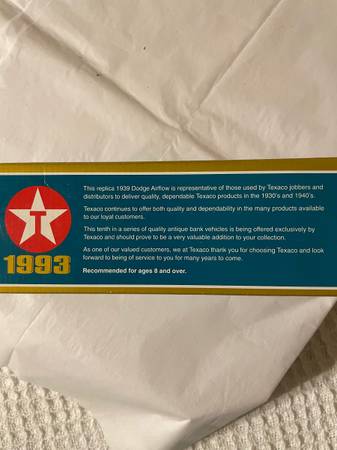 This replica 1939 Dodge Airflow is representative of those used by Texaco jobbers and
distributors to deliver quality, dependable Texaco products in the 1930's and 1940's.
Texaco continues to offer both quality and dependability in the many products available
to our loyal customers.
This tenth in a series of quality antique bank vehicles is being offered exclusively by
Texaco and should prove to be a very valuable addition to your collection.
As one of our valued customers, we at Texaco thank you for choosing Texaco and look
forward to being of service to you for many years to come.
Recommended for ages 8 and over.
T
1993